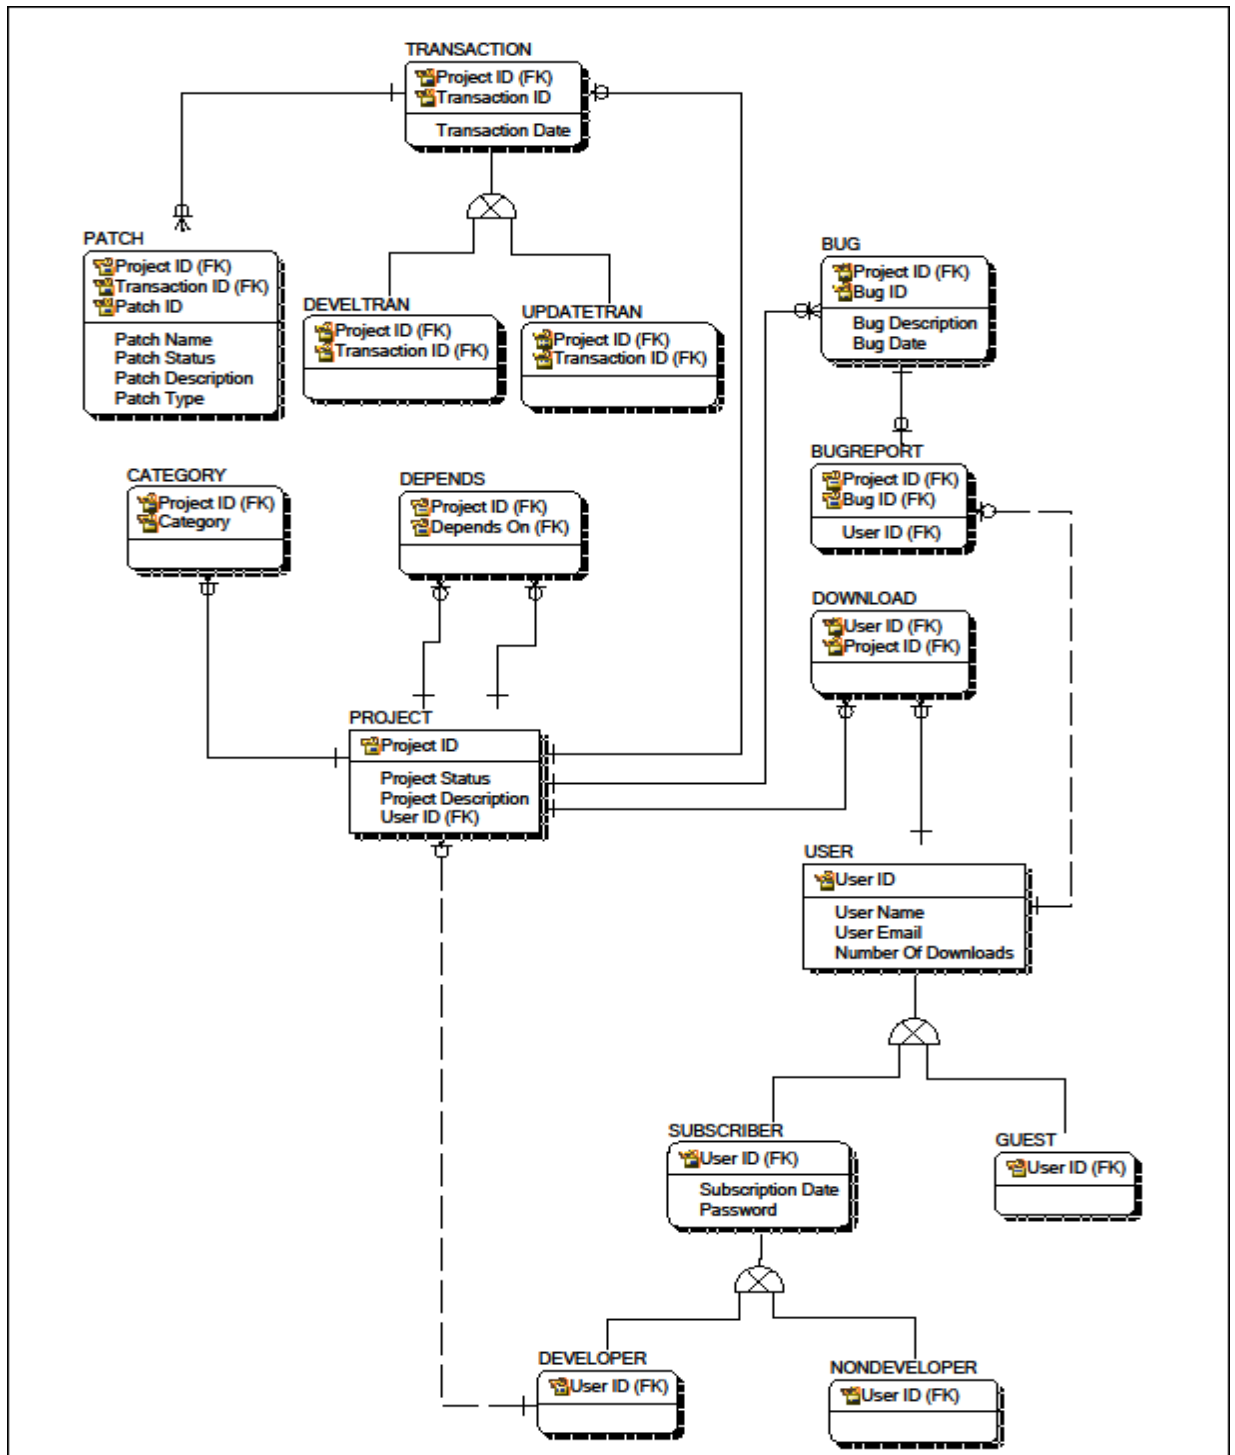 TRANSACTION
Project ID (FK)
Transaction ID
Transaction Date
PATCH
Project ID (FK)
Transaction ID (FK)
Patch ID
Patch Name
Patch Status
Patch Description
Patch Type
DEVELTRAN
Project ID (FK)
Transaction ID (FK)
UPDATETRAN
Project ID (FK)
Transaction ID (FK)
BUG
Project ID (FK)
Bug ID
Bug Description
Bug Date
BUGREPORT
Project ID (FK)
Bug ID (FK)
User ID (FK)
CATEGORY
Project ID (FK)
Category
DEPENDS
Project ID (FK)
Depends On (FK)
DOWNLOAD
User ID (FK)
Project ID (FK)
PROJECT
Project ID
Project Status
Project Description
User ID (FK)
USER
User ID
User Name
User Email
Number Of Downloads
SUBSCRIBER
User ID (FK)
Subscription Date
Password
GUEST
User ID (FK)
DEVELOPER
User ID (FK)
NONDEVELOPER
User ID (FK)